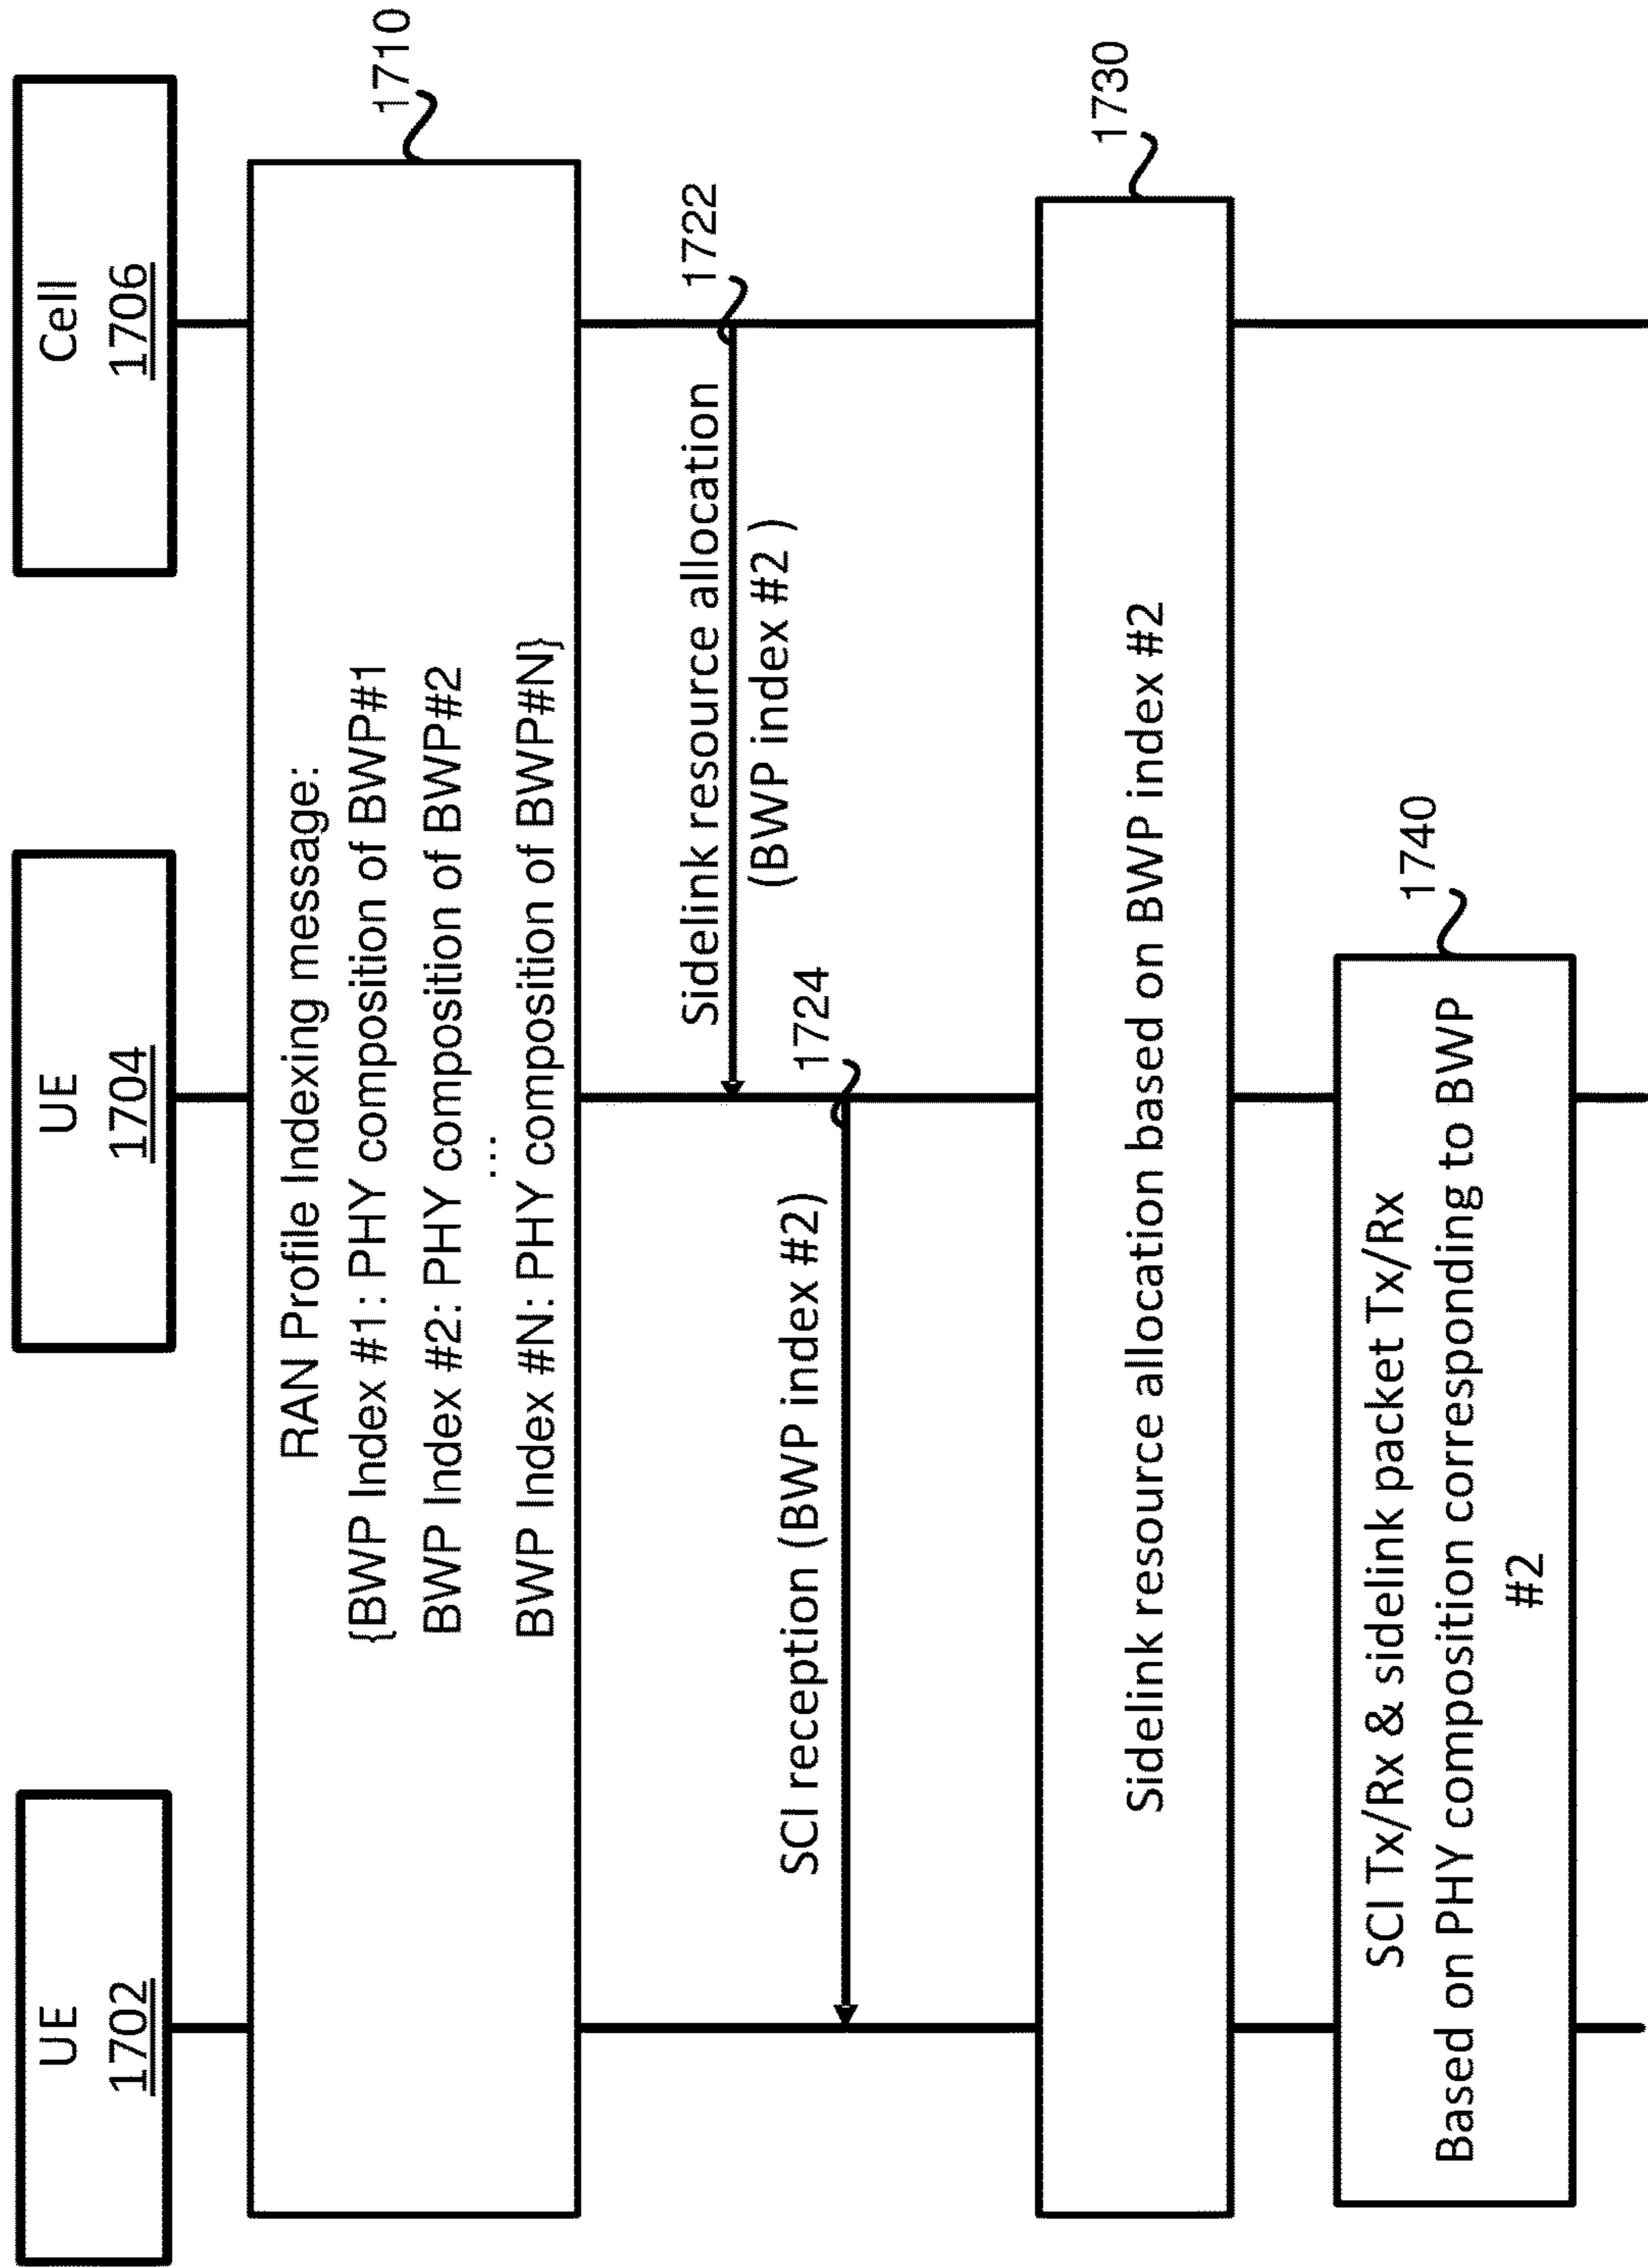 UE
1702
UE
1704
Cell
1706
1710
RAN Profile Indexing message:
{BWP Index #1: PHY composition of BWP#1
BWP Index #2: PHY composition of BWP#2
...
BWP Index #N: PHY composition of BWP#N}
1722
Sidelink resource allocation
(BWP index #2 )
1724
SCI reception (BWP index #2)
1730
Sidelink resource allocation based on BWP index #2
1740
SCI Tx/Rx & sidelink packet Tx/Rx
Based on PHY composition corresponding to BWP
#2